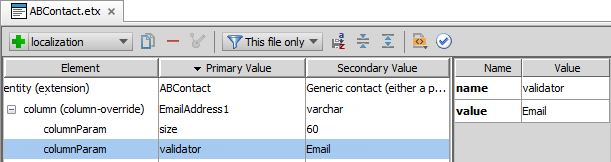 ABContact.etx
localization
This file only
Element Primary Value Secondary Value
entity (extension) ABContact Generic contact (either a p...
column (column-override) EmailAddress1 varchar
columnParam size 60
columnParam validator Email
Name Value
name validator
value Email